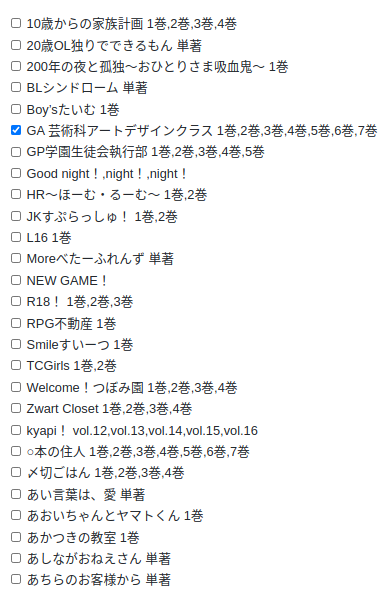 10歳からの家族計画 1巻,2巻,3巻,4巻
20歳OL独りでできるもん 単著
200年の夜と孤独〜おひとりさま吸血鬼〜 1巻
BLシンドローム 単著
Boy'sたいむ 1巻
GA 芸術科アートデザインクラス 1巻,2巻,3巻,4巻,5巻,6巻,7巻
GP学園生徒会執行部 1巻,2巻,3巻,4巻,5巻
Good night！,night！,night！
HR〜ほーむ・るーむ〜 1巻,2巻
JKすぷらっしゅ！ 1巻,2巻
L16 1巻
Moreべたーふれんず 単著
NEW GAME！
R18！ 1巻,2巻,3巻
RPG不動産 1巻
Smileすいーつ 1巻
TCGirls 1巻,2巻
Welcome！つぼみ園 1巻,2巻,3巻,4巻
Zwart Closet 1巻,2巻,3巻,4巻
kyapi！ vol.12,vol.13,vol.14,vol.15,vol.16
○本の住人 1巻,2巻,3巻,4巻,5巻,6巻,7巻
〆切ごはん 1巻,2巻,3巻,4巻
あい言葉は、愛 単著
あおいちゃんとヤマトくん 1巻
あかつきの教室 1巻
あしながおねえさん 単著
あちらのお客様から 単著